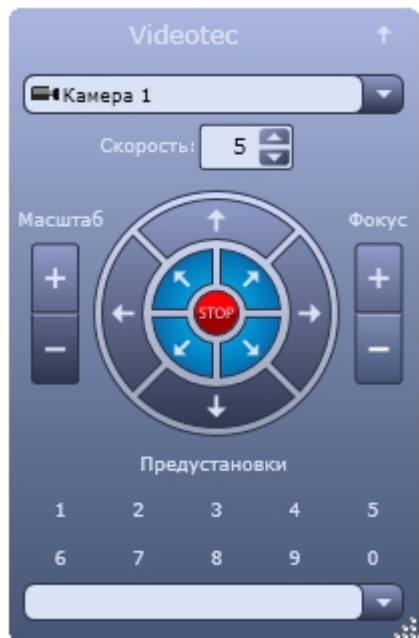 Videotec
Камера 1
Скорость: 5
Масштаб
Фокус
STOP
Предустановки
1 2 3 4 5
6 7 8 9 0